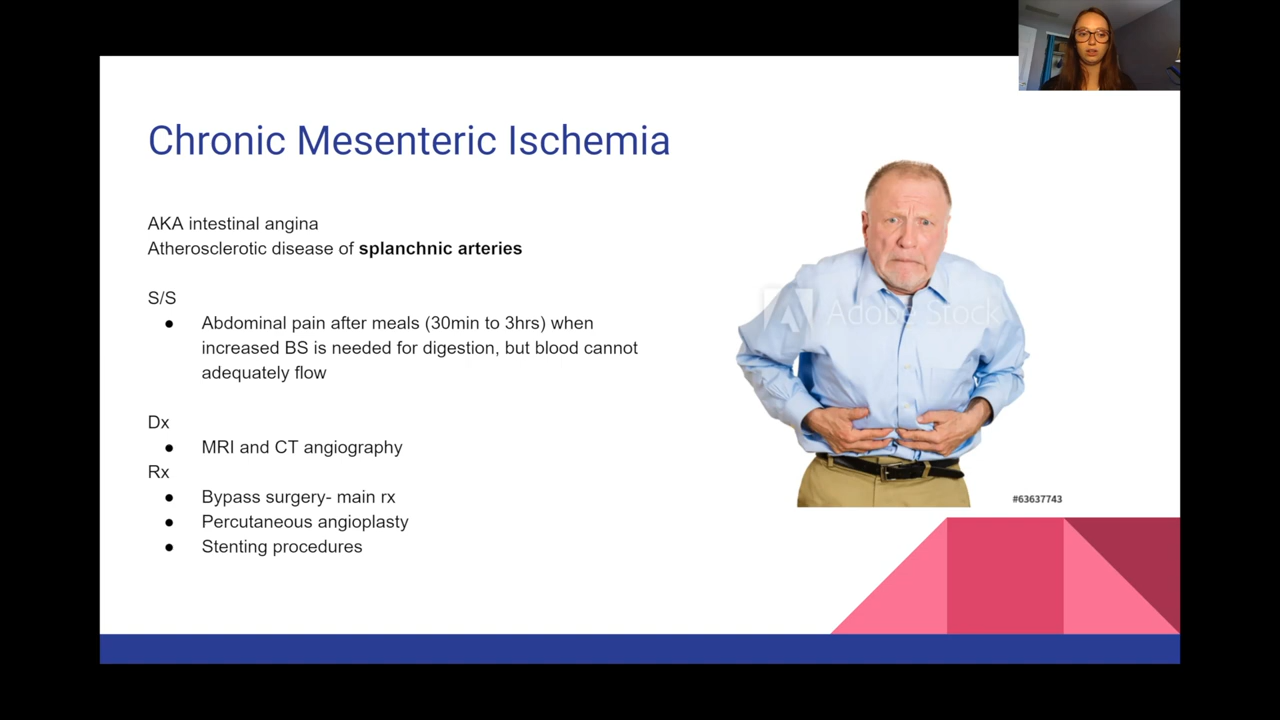 Chronic Mesenteric Ischemia
AKA intestinal angina
Atherosclerotic disease of splanchnic arteries
S/S
● Abdominal pain after meals (30min to 3hrs) when
increased BS is needed for digestion, but blood cannot
adequately flow
Dx
● MRI and CT angiography
Rx
● Bypass surgery- main rx
● Percutaneous angioplasty
● Stenting procedures
Adobe Stock
#63637743